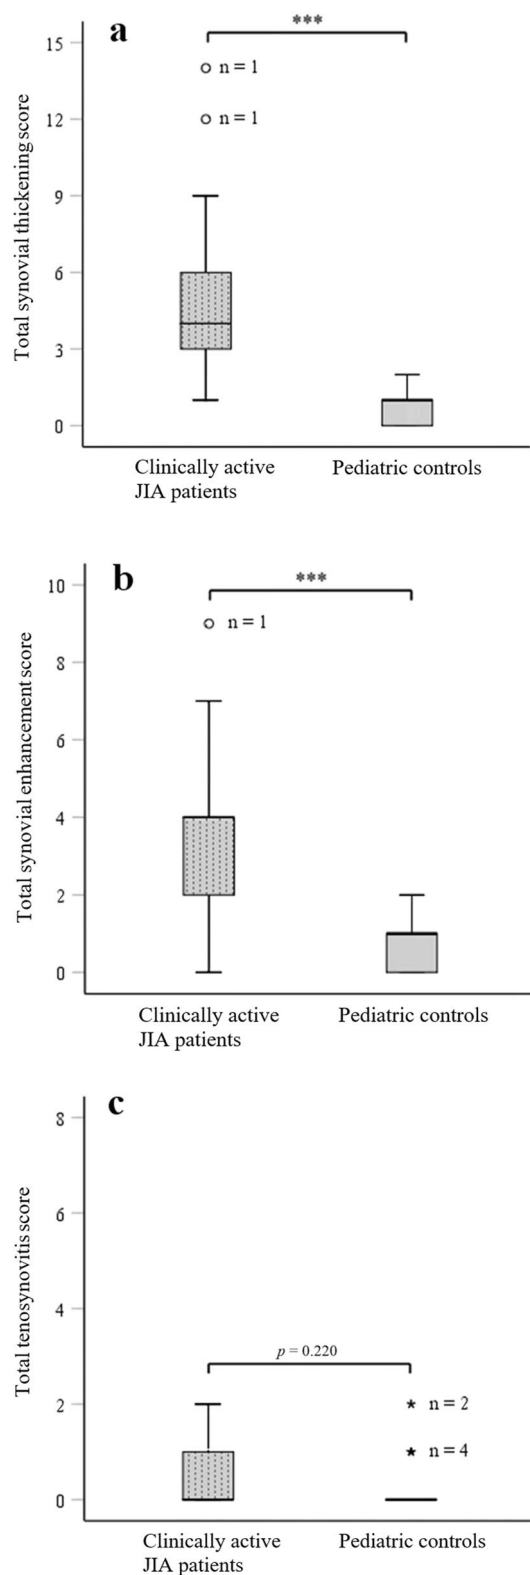 a
***
15
n = 1
12
n = 1
9
6
3
0
Total synovial thickening score
Clinically active
JIA patients
Pediatric controls
b
***
10
n = 1
8
6
4
2
0
Total synovial enhancement score
Clinically active
JIA patients
Pediatric controls
c
8
6
4
p = 0.220
2
n = 2
n = 4
0
Total tenosynovitis score
Clinically active
JIA patients
Pediatric controls